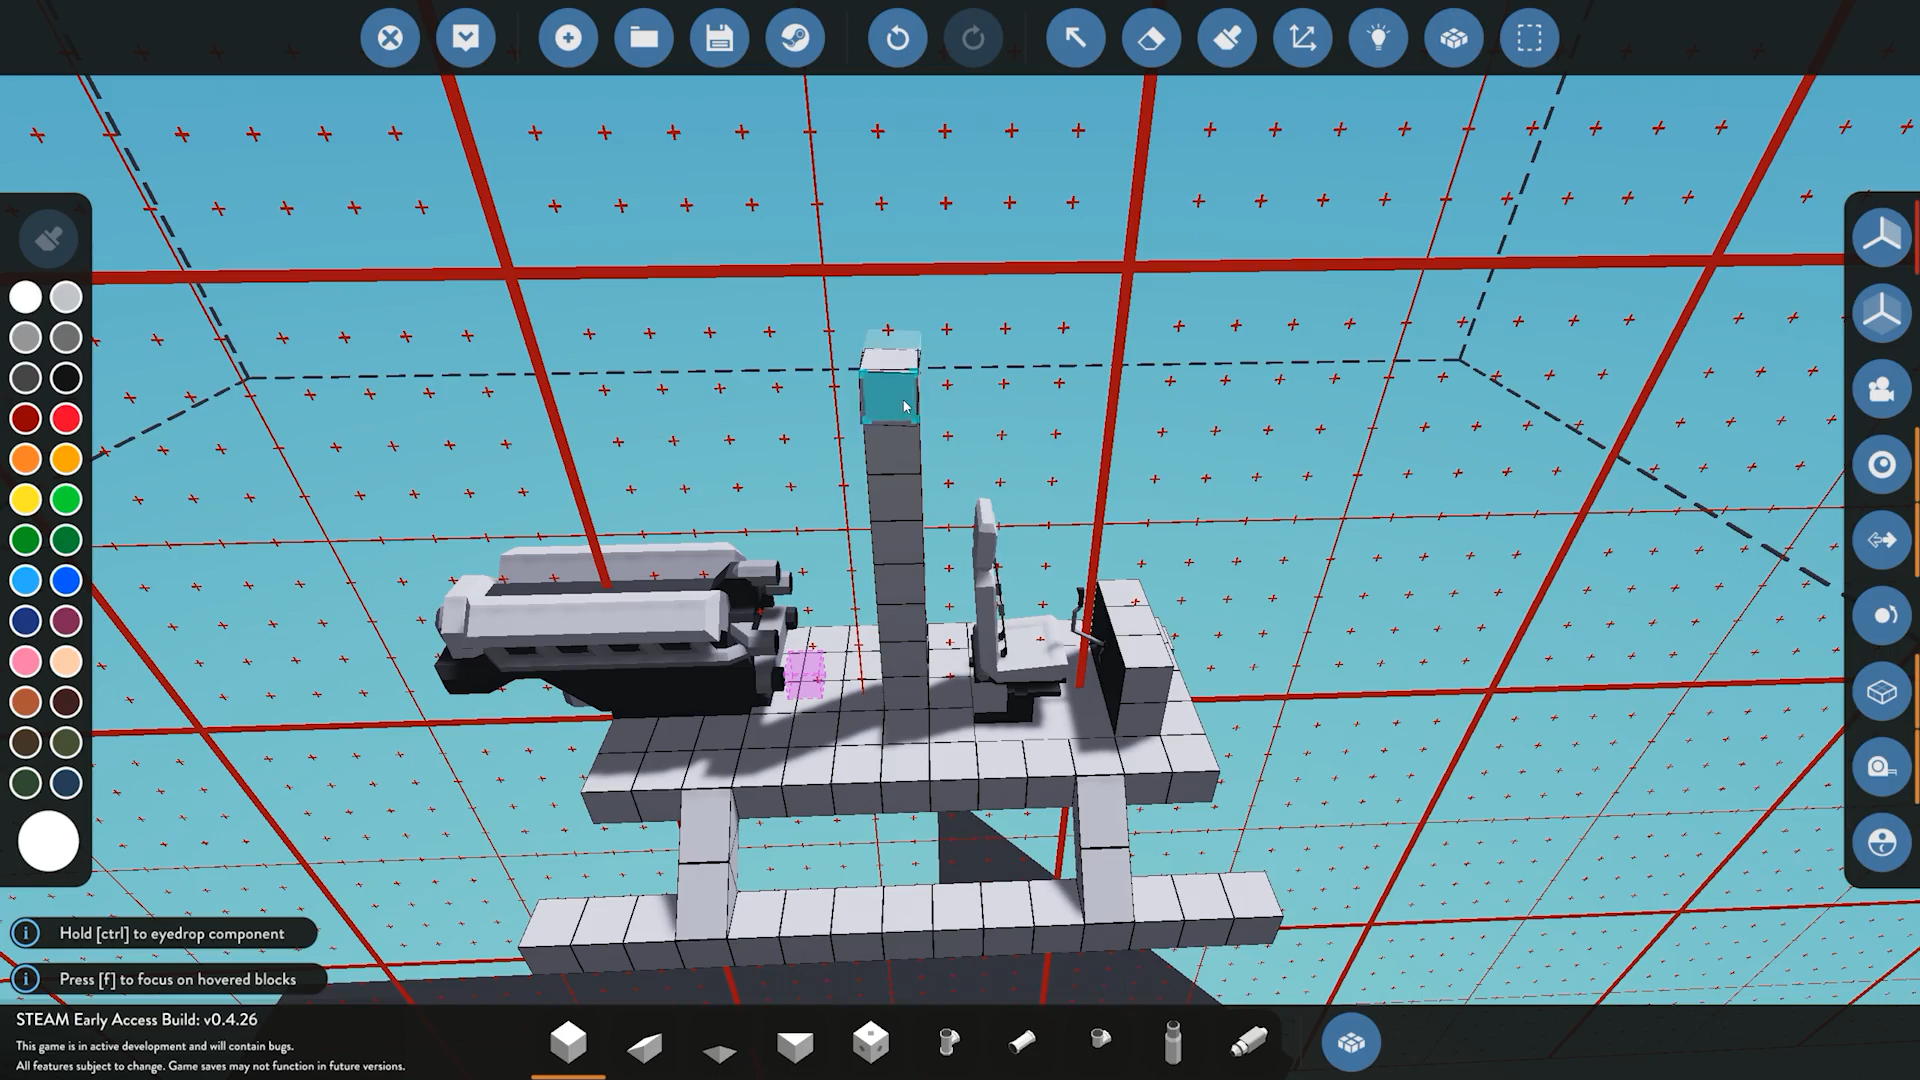 Hold [ctrl] to eyedrop component
Press [f] to focus on hovered blocks
STEAM Early Access Build: v0.4.26
This game is in active development and will contain bugs.
All features subject to change. Game saves may not function in future versions.